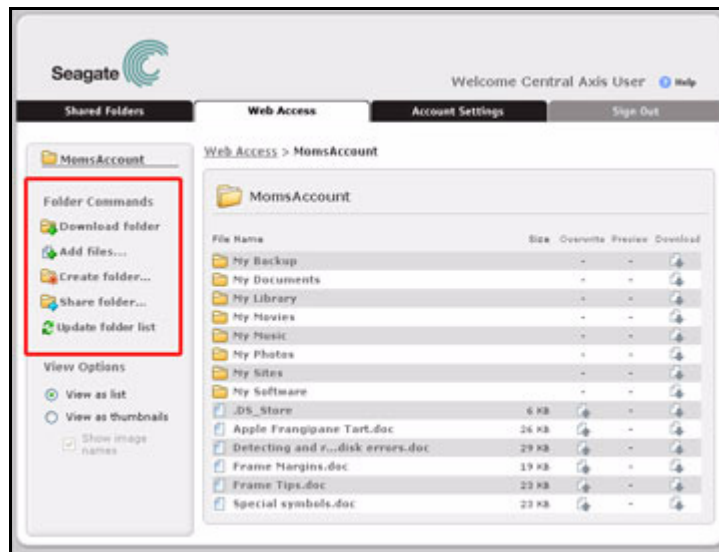 Seagate
Welcome Central Axis User Help
Shared Folders Web Access Account Settings Sign Out
MomsAccount
Web Access > MomsAccount
Folder Commands
Download folder
Add files...
Create folder...
Share folder...
Update folder list
View Options
View as list
View as thumbnails
Show image
names
MomsAccount
File Name Size Overwrite Preview Download
My Backup - -
My Documents - -
My Library - -
My Movies - -
My Music - -
My Photos - -
My Sites - -
My Software - -
.DS_Store 6 KB -
Apple Frangipane Tart.doc 26 KB -
Detecting and r...disk errors.doc 29 KB -
Frame Margins.doc 19 KB -
Frame Tips.doc 23 KB -
Special symbols.doc 23 KB -